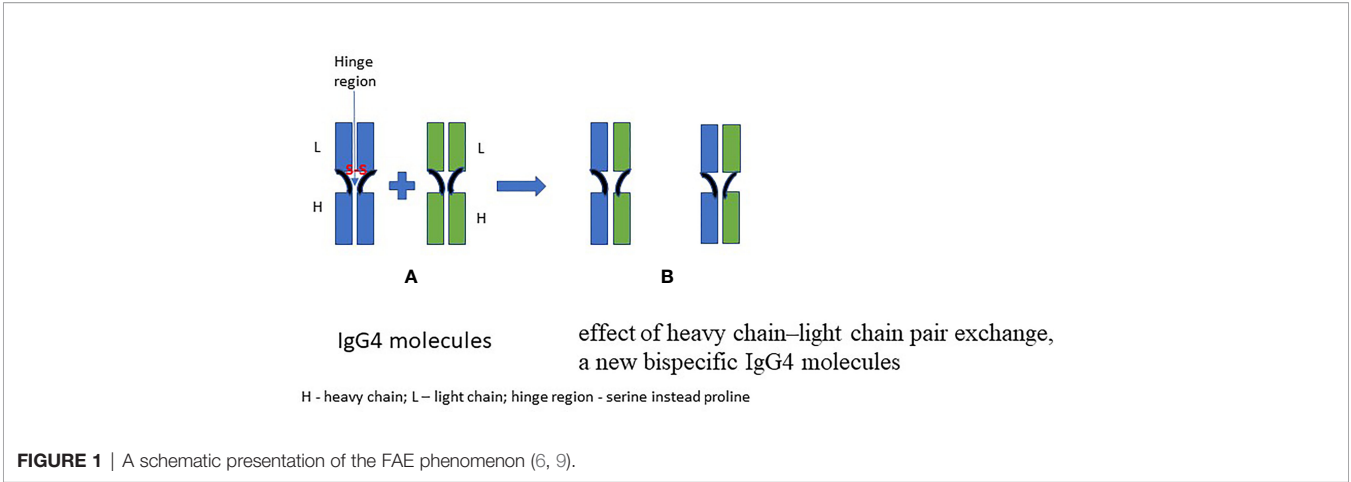 Hinge
region
L
S-S
L
H
H
A
B
IgG4 molecules
effect of heavy chain–light chain pair exchange,
a new bispecific IgG4 molecules
H - heavy chain; L – light chain; hinge region - serine instead proline
FIGURE 1 | A schematic presentation of the FAE phenomenon (6, 9).